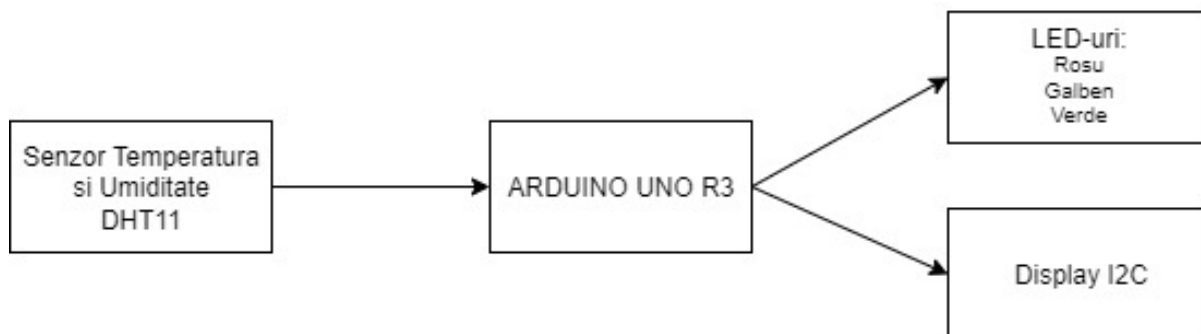 Senzor Temperatura
si Umiditate
DHT11
ARDUINO UNO R3
LED-uri:
Rosu
Galben
Verde
Display I2C